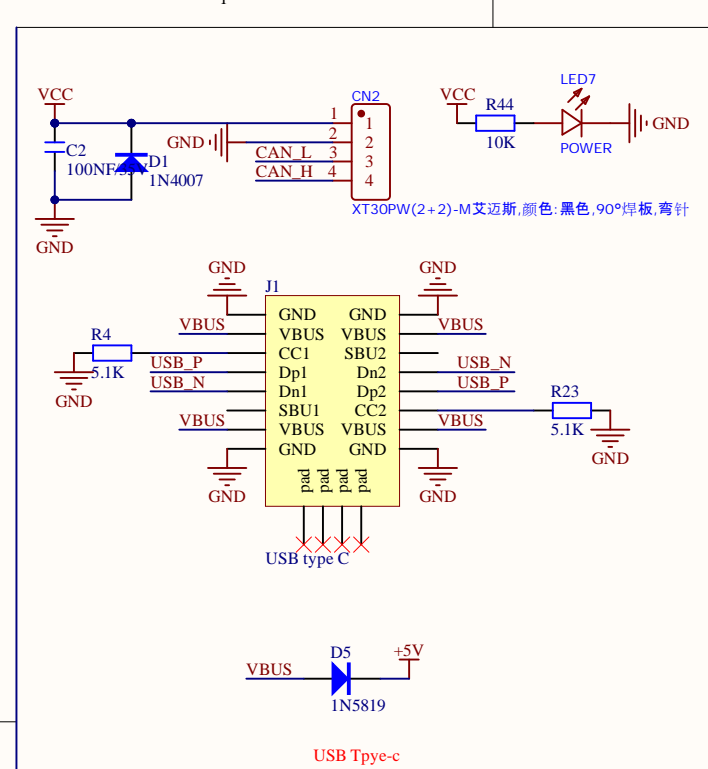 VCC
C2
100NF/35V
D1
1N4007
GND
GND
CAN_L
CAN_H
1
2
3
4
CN2
1
2
3
4
XT30PW(2+2)-M艾迈斯,颜色:黑色,90°焊板,弯针
VCC
R44
10K
LED7
POWER
GND
GND
GND
J1
VBUS
GND
GND
VBUS
VBUS
VBUS
VBUS
R4
5.1K
GND
CC1
SBU2
USB_P
Dp1
Dn2
USB_N
USB_N
Dn1
Dp2
USB_P
SBU1
CC2
R23
5.1K
GND
VBUS
VBUS
VBUS
VBUS
GND
GND
GND
GND
pad
pad
pad
pad
USB type C
VBUS
D5
1N5819
+5V
USB Tpye-c